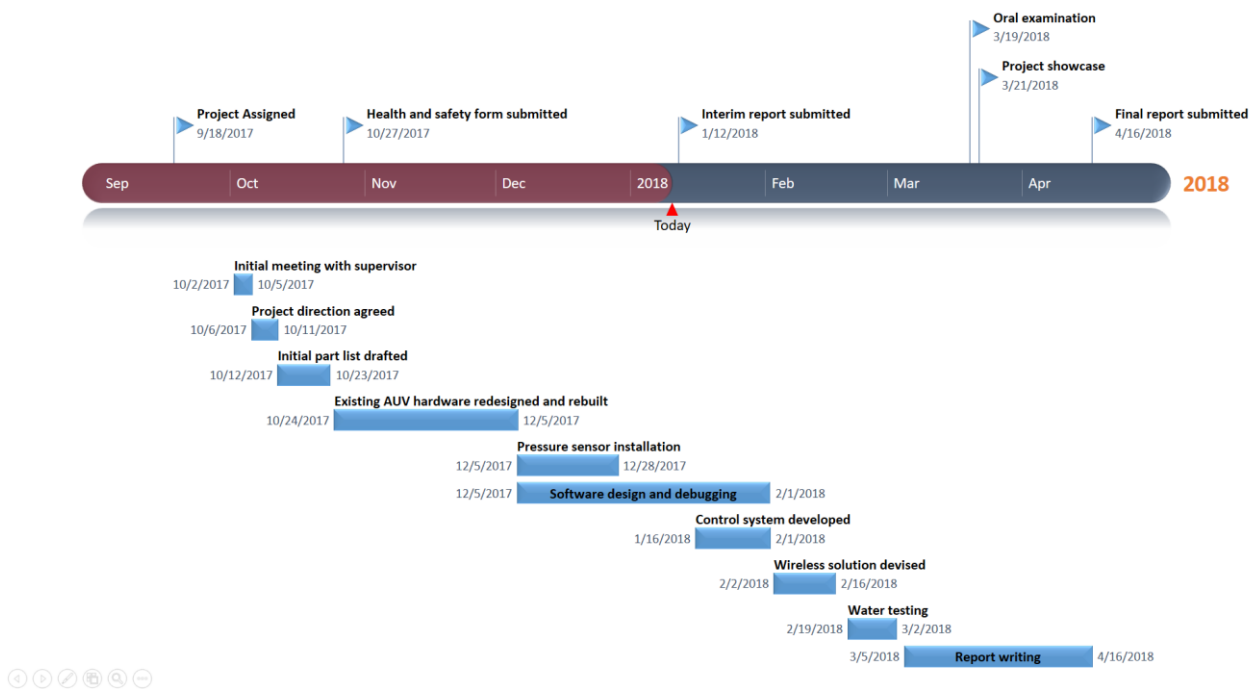 Oral examination
3/19/2018
Project showcase
3/21/2018
Project Assigned
9/18/2017
Health and safety form submitted
10/27/2017
Interim report submitted
1/12/2018
Final report submitted
4/16/2018
Sep Oct Nov Dec 2018 Feb Mar Apr 2018
Today
Initial meeting with supervisor
10/2/2017 10/5/2017
Project direction agreed
10/6/2017 10/11/2017
Initial part list drafted
10/12/2017 10/23/2017
Existing AUV hardware redesigned and rebuilt
10/24/2017 12/5/2017
Pressure sensor installation
12/5/2017 12/28/2017
12/5/2017 Software design and debugging 2/1/2018
Control system developed
1/16/2018 2/1/2018
Wireless solution devised
2/2/2018 2/16/2018
Water testing
2/19/2018 3/2/2018
3/5/2018 Report writing 4/16/2018